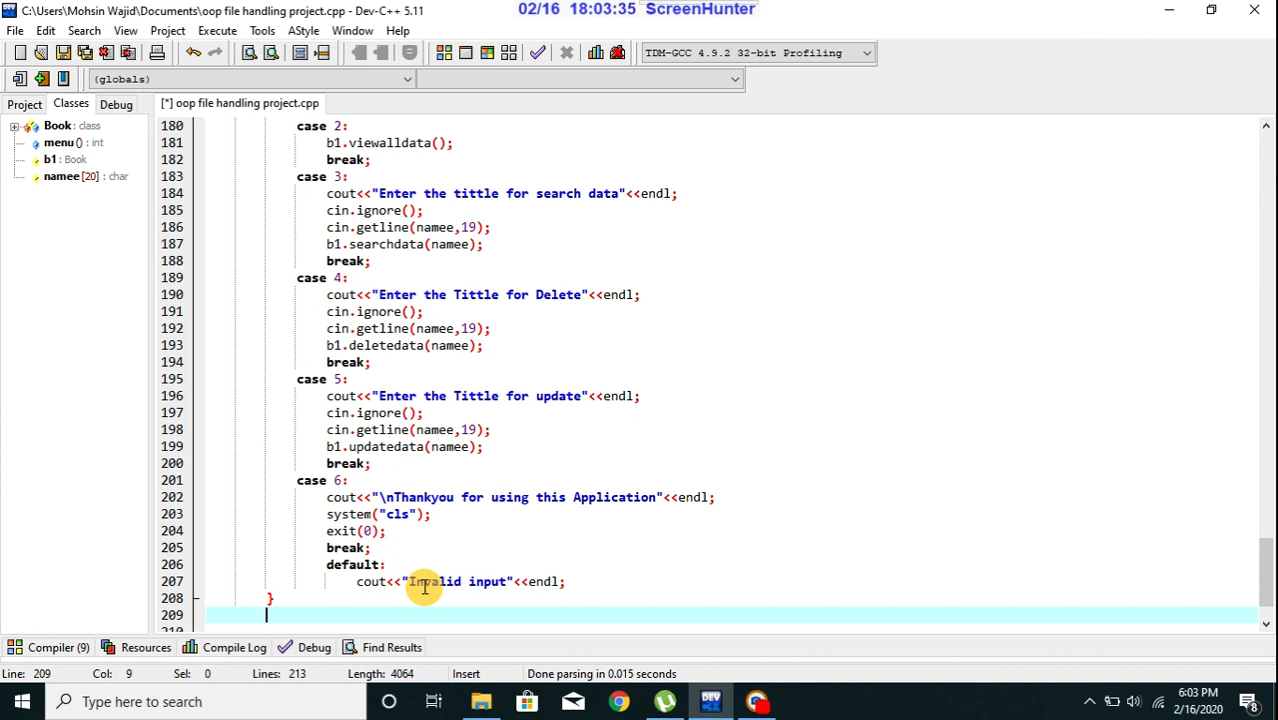 C:\Users\Mohsin Wajid\Documents\oop file handling project.cpp - Dev-C++ 5.11
02/16 18:03:35 ScreenHunter
File Edit Search View Project Execute Tools AStyle Window Help
TDM-GCC 4.9.2 32-bit Profiling
(globals)
Project Classes Debug
[*] oop file handling project.cpp
Book : class
menu () : int
b1 : Book
namee [20] : char
180 case 2:
181 b1.viewalldata();
182 break;
183 case 3:
184 cout<<"Enter the tittle for search data"<<endl;
185 cin.ignore();
186 cin.getline(namee,19);
187 b1.searchdata(namee);
188 break;
189 case 4:
190 cout<<"Enter the Tittle for Delete"<<endl;
191 cin.ignore();
192 cin.getline(namee,19);
193 b1.deletedata(namee);
194 break;
195 case 5:
196 cout<<"Enter the Tittle for update"<<endl;
197 cin.ignore();
198 cin.getline(namee,19);
199 b1.updatedata(namee);
200 break;
201 case 6:
202 cout<<"\nThankyou for using this Application"<<endl;
203 system("cls");
204 exit(0);
205 break;
206 default:
207 cout<<"Invalid input"<<endl;
208 }
209
210
Compiler (9) Resources Compile Log Debug Find Results
Line: 209 Col: 9 Sel: 0 Lines: 213 Length: 4064 Insert Done parsing in 0.015 seconds
Type here to search
DEV
6:03 PM
2/16/2020
8